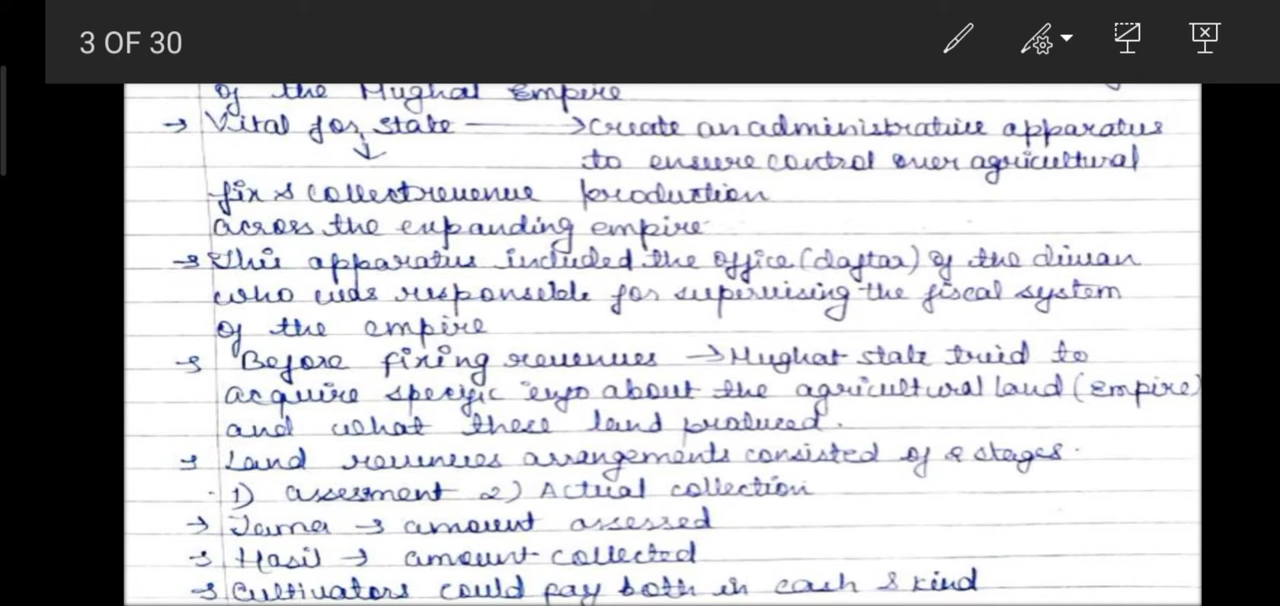 3 OF 30
of the Mughal Empire
→ Vital for state → Create an administrative apparatus
↓ to ensure control over agricultural
fix & collect revenue production
across the expanding empire
→ This apparatus included the office (daftar) of the diwan
who was responsible for supervising the fiscal system
of the empire
→ Before fixing revenues → Mughal state tried to
acquire specific info about the agricultural land (Empire)
and what these land produced.
→ Land revenues arrangements consisted of 2 stages.
1) assessment 2) Actual collection
→ Jama → amount assessed
→ Hasil → amount collected
→ Cultivators could pay both in cash & kind